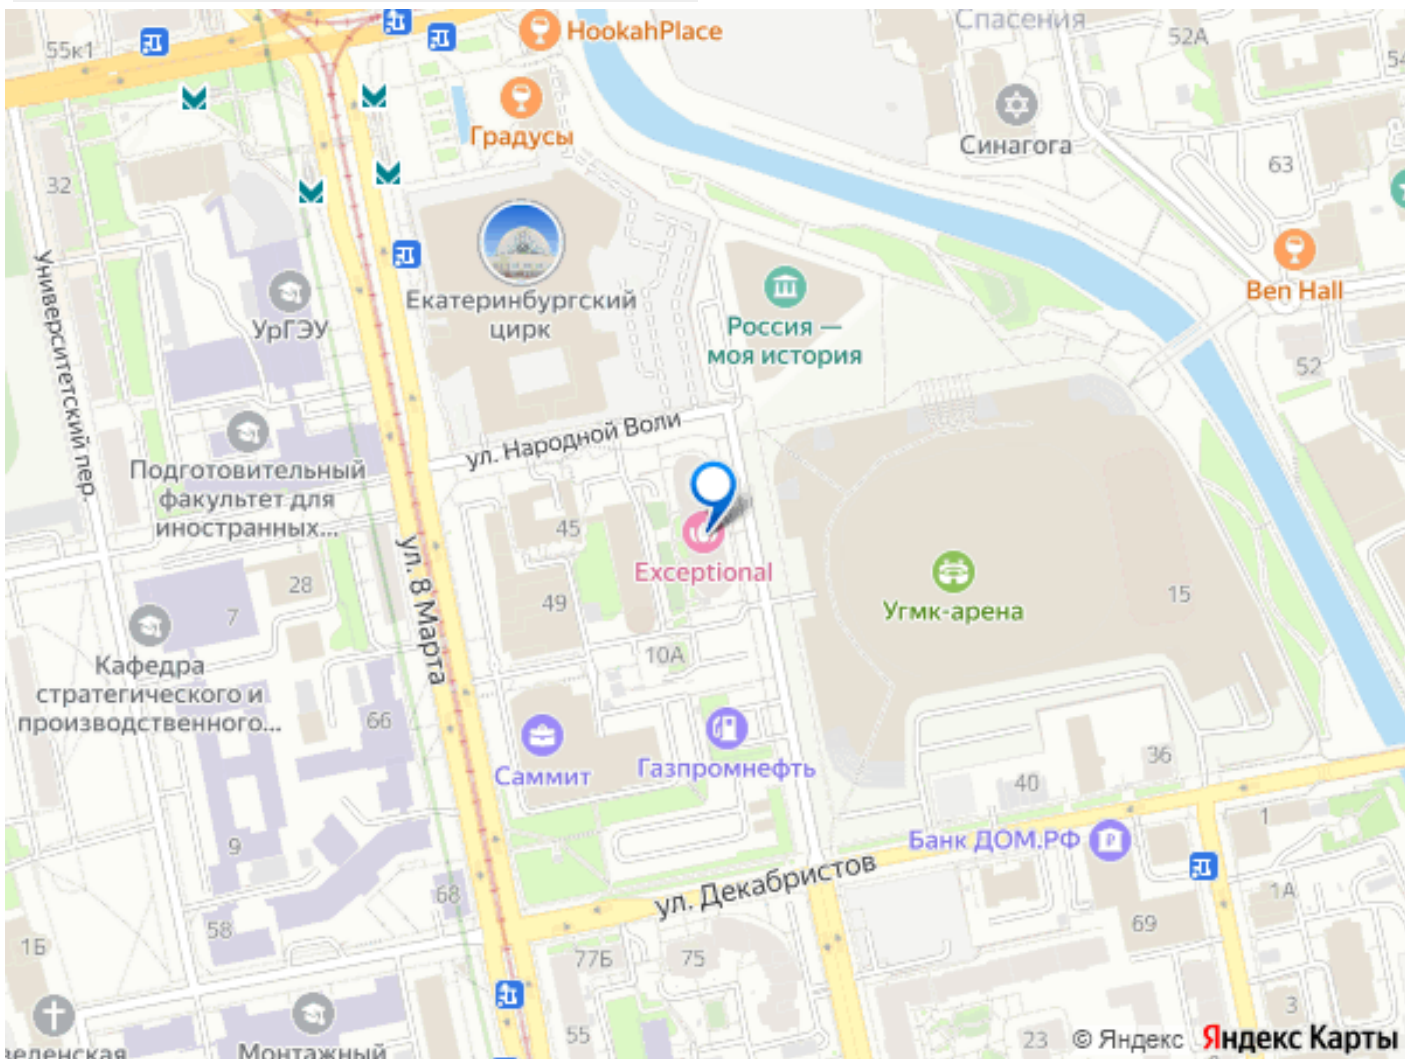 HookahPlace
Спасения
52А
55к1
54
Градусы
Синагога
63
32
Университетский пер.
Екатеринбургский
цирк
УрГЭУ
Россия —
моя история
Ben Hall
52
ул. Народной Воли
Подготовительный
факультет для
иностранных...
45
Exceptional
ул. 8 Марта
28
49
7
Угмк-арена
15
10А
Кафедра
стратегического и
производственного...
66
Саммит
Газпромнефть
36
40
1
9
Банк ДОМ.РФ
ул. Декабристов
68
1А
58
69
1Б
77Б
75
3
55
23
© Яндекс
Яндекс Карты
еленская
Монтажный